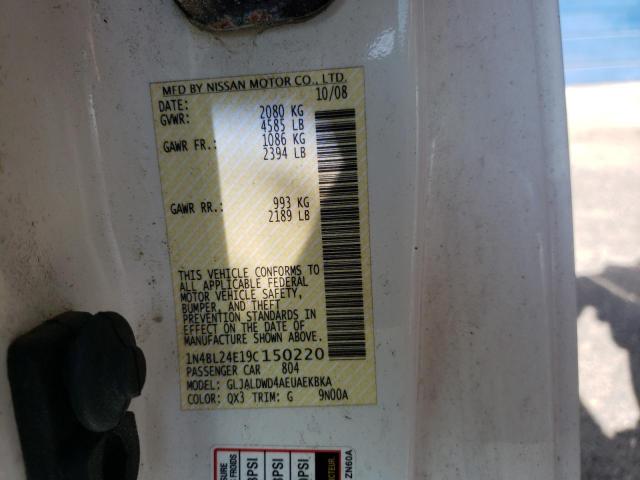 MFD BY NISSAN MOTOR CO., LTD.
DATE: 10/08
GVWR: 2080 KG
4585 LB
GAWR FR.: 1086 KG
2394 LB
GAWR RR.: 993 KG
2189 LB
THIS VEHICLE CONFORMS TO
ALL APPLICABLE FEDERAL
MOTOR VEHICLE SAFETY,
BUMPER, AND THEFT
PREVENTION STANDARDS IN
EFFECT ON THE DATE OF
MANUFACTURE SHOWN ABOVE.
1N4BL24E19C150220
PASSENGER CAR 804
MODEL: GLJALDWD4AEUAEKBKA
COLOR: QX3 TRIM: G 9N00A
FROIDS
PSI
PSI
PSI
ZN60A